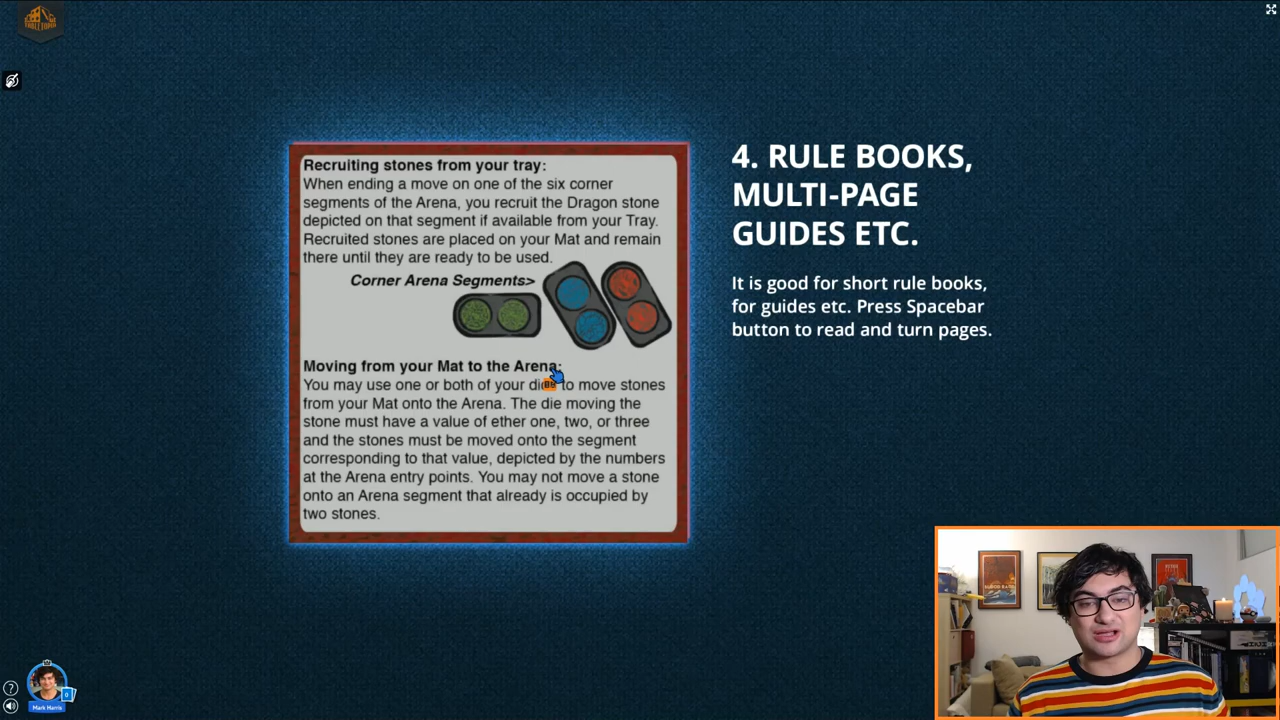 TABLETOPIA
Recruiting stones from your tray:
When ending a move on one of the six corner
segments of the Arena, you recruit the Dragon stone
depicted on that segment if available from your Tray.
Recruited stones are placed on your Mat and remain
there until they are ready to be used.
Corner Arena Segments>
Moving from your Mat to the Arena:
You may use one or both of your to move stones
from your Mat onto the Arena. The die moving the
stone must have a value of ether one, two, or three
and the stones must be moved onto the segment
corresponding to that value, depicted by the numbers
at the Arena entry points. You may not move a stone
onto an Arena segment that already is occupied by
two stones.
4. RULE BOOKS,
MULTI-PAGE
GUIDES ETC.
It is good for short rule books,
for guides etc. Press Spacebar
button to read and turn pages.
?
0
Mark Harris